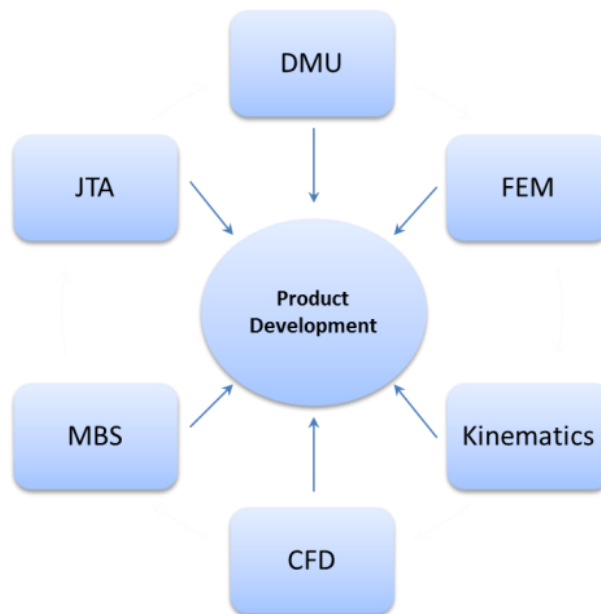 DMU
JTA
FEM
Product
Development
MBS
Kinematics
CFD